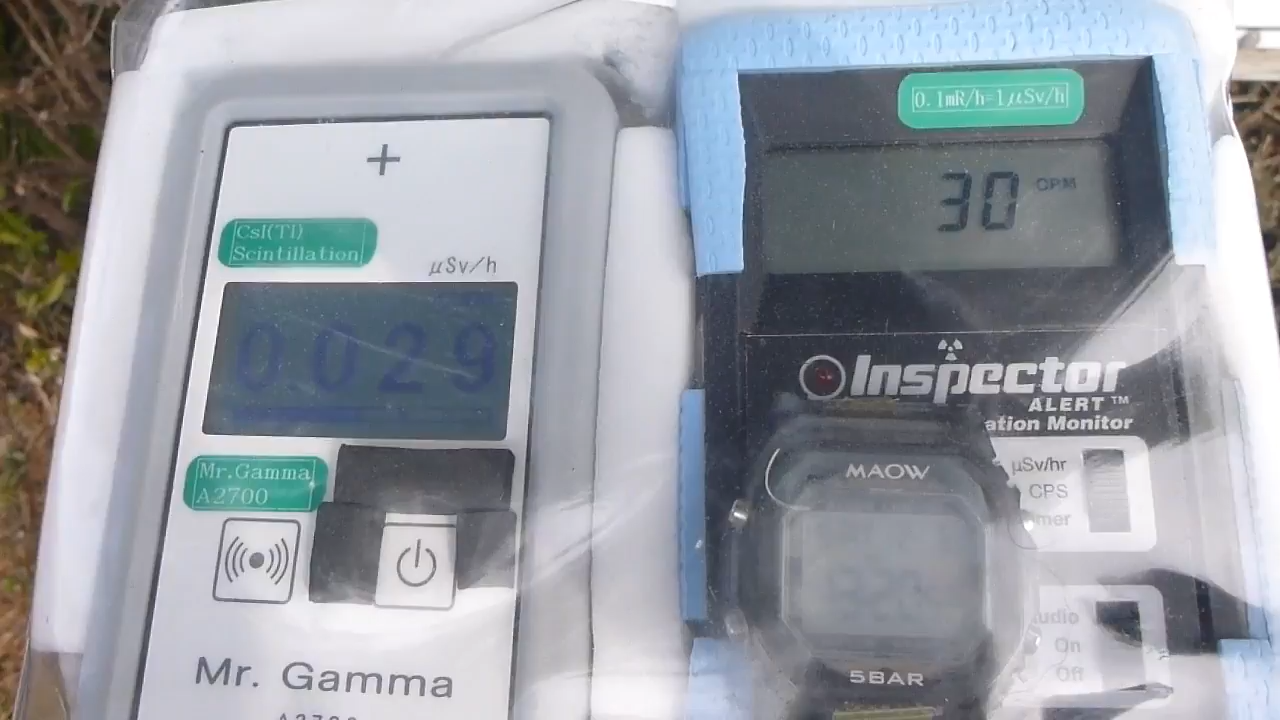 +
CsI(Tl)
Scintillation
μSv/h
0.029
Mr.Gamma
A2700
Mr. Gamma
A2700
0.1mR/h=1μSv/h
30 CPM
Inspector
ALERT™
ation Monitor
μSv/hr
CPS
mer
MAOW
5BAR
udio
On
Off